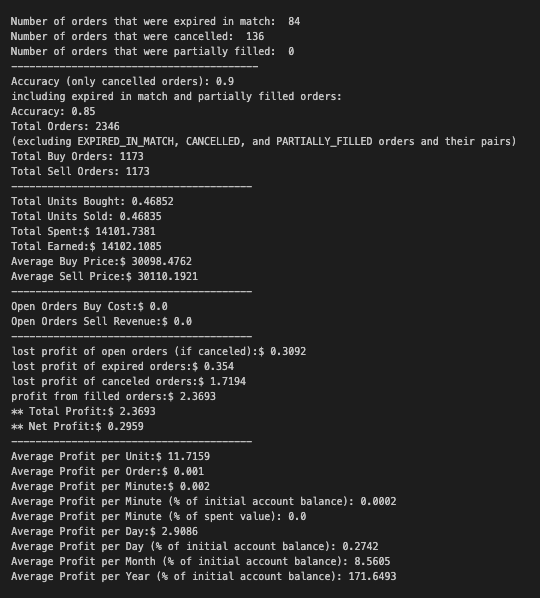 Number of orders that were expired in match:  84
Number of orders that were cancelled:  136
Number of orders that were partially filled:  0
-----------------------------------------
Accuracy (only cancelled orders): 0.9
including expired in match and partially filled orders:
Accuracy: 0.85
Total Orders: 2346
(excluding EXPIRED_IN_MATCH, CANCELLED, and PARTIALLY_FILLED orders and their pairs)
Total Buy Orders: 1173
Total Sell Orders: 1173
----------------------------------------
Total Units Bought: 0.46852
Total Units Sold: 0.46835
Total Spent:$ 14101.7381
Total Earned:$ 14102.1085
Average Buy Price:$ 30098.4762
Average Sell Price:$ 30110.1921
----------------------------------------
Open Orders Buy Cost:$ 0.0
Open Orders Sell Revenue:$ 0.0
----------------------------------------
lost profit of open orders (if canceled):$ 0.3092
lost profit of expired orders:$ 0.354
lost profit of canceled orders:$ 1.7194
profit from filled orders:$ 2.3693
** Total Profit:$ 2.3693
** Net Profit:$ 0.2959
----------------------------------------
Average Profit per Unit:$ 11.7159
Average Profit per Order:$ 0.001
Average Profit per Minute:$ 0.002
Average Profit per Minute (% of initial account balance): 0.0002
Average Profit per Minute (% of spent value): 0.0
Average Profit per Day:$ 2.9086
Average Profit per Day (% of initial account balance): 0.2742
Average Profit per Month (% of initial account balance): 8.5605
Average Profit per Year (% of initial account balance): 171.6493